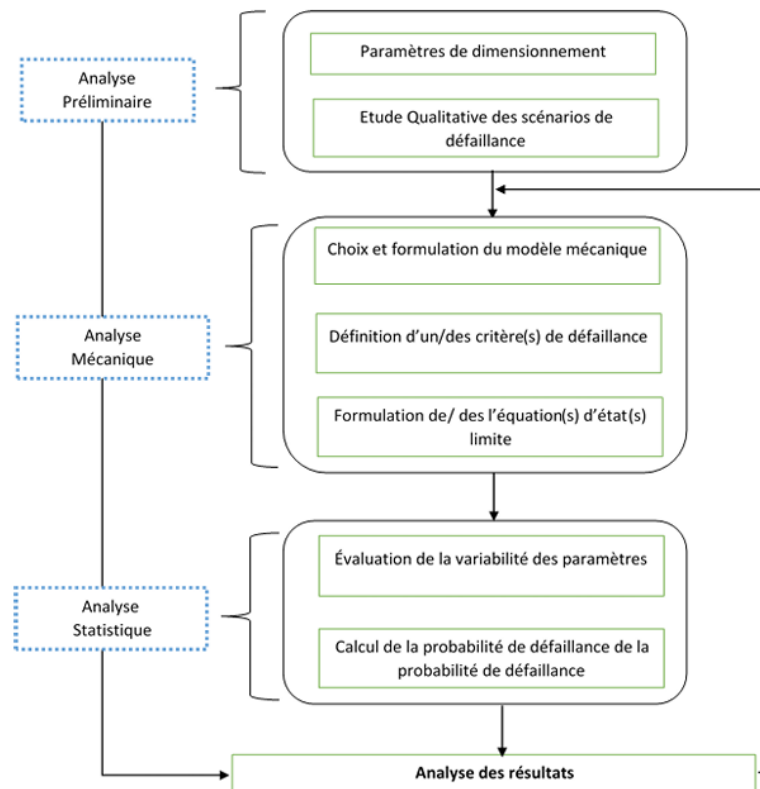 Analyse
Préliminaire
Paramètres de dimensionnement
Etude Qualitative des scénarios de
défaillance
Analyse
Mécanique
Choix et formulation du modèle mécanique
Définition d'un/des critère(s) de défaillance
Formulation de/ des l'équation(s) d'état(s)
limite
Analyse
Statistique
Évaluation de la variabilité des paramètres
Calcul de la probabilité de défaillance de la
probabilité de défaillance
Analyse des résultats